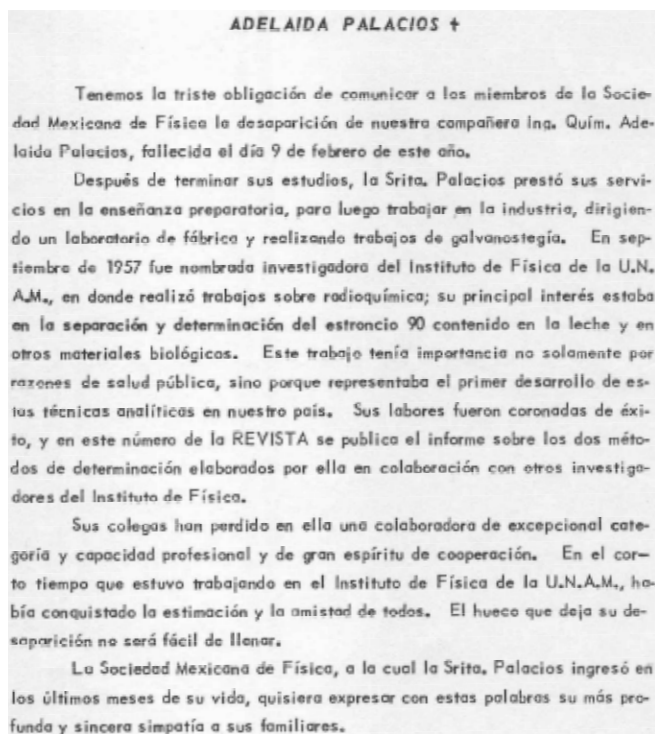 ADELAIDA PALACIOS †
Tenemos la triste obligación de comunicar a los miembros de la Socie-
dad Mexicana de Física la desaparición de nuestra compañera Ing. Quím. Ade-
laida Palacios, fallecida el día 9 de febrero de este año.
Después de terminar sus estudios, la Srita. Palacios prestó sus servi-
cios en la enseñanza preparatoria, para luego trabajar en la industria, dirigien-
do un laboratorio de fábrica y realizando trabajos de galvanostegía. En sep-
tiembre de 1957 fue nombrada investigadora del Instituto de Física de la U.N.
A.M., en donde realizó trabajos sobre radioquímica; su principal interés estaba
en la separación y determinación del estroncio 90 contenido en la leche y en
otros materiales biológicos. Este trabajo tenía importancia no solamente por
razones de salud pública, sino porque representaba el primer desarrollo de es-
tas técnicas analíticas en nuestro país. Sus labores fueron coronadas de éxi-
to, y en este número de la REVISTA se publica el informe sobre los dos méto-
dos de determinación elaborados por ella en colaboración con otros investiga-
dores del Instituto de Física.
Sus colegas han perdido en ella una colaboradora de excepcional cate-
goría y capacidad profesional y de gran espíritu de cooperación. En el cor-
to tiempo que estuvo trabajando en el Instituto de Física de la U.N.A.M., ha-
bía conquistado la estimación y la amistad de todos. El hueco que deja su de-
saparición no será fácil de llenar.
La Sociedad Mexicana de Física, a la cual la Srita. Palacios ingresó en
los últimos meses de su vida, quisiera expresar con estas palabras su más pro-
funda y sincera simpatía a sus familiares.